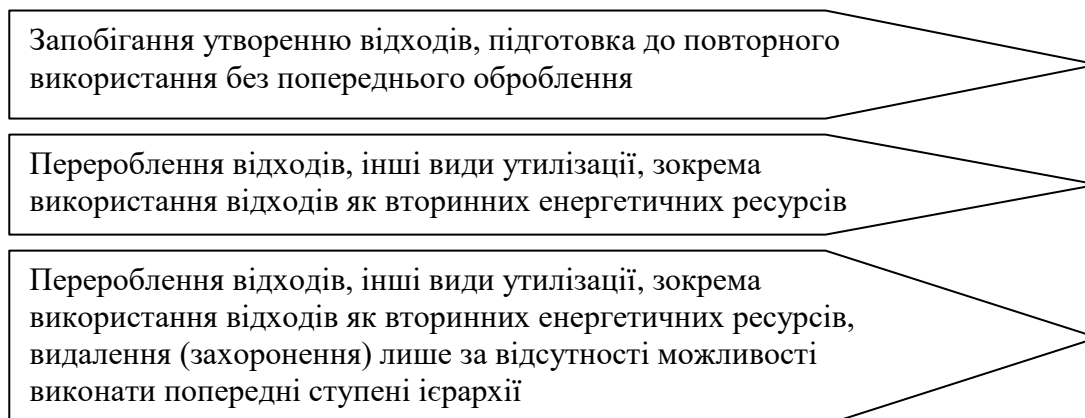 Запобігання утворенню відходів, підготовка до повторного
використання без попереднього оброблення
Перероблення відходів, інші види утилізації, зокрема
використання відходів як вторинних енергетичних ресурсів
Перероблення відходів, інші види утилізації, зокрема
використання відходів як вторинних енергетичних ресурсів,
видалення (захоронення) лише за відсутності можливості
виконати попередні ступені ієрархії